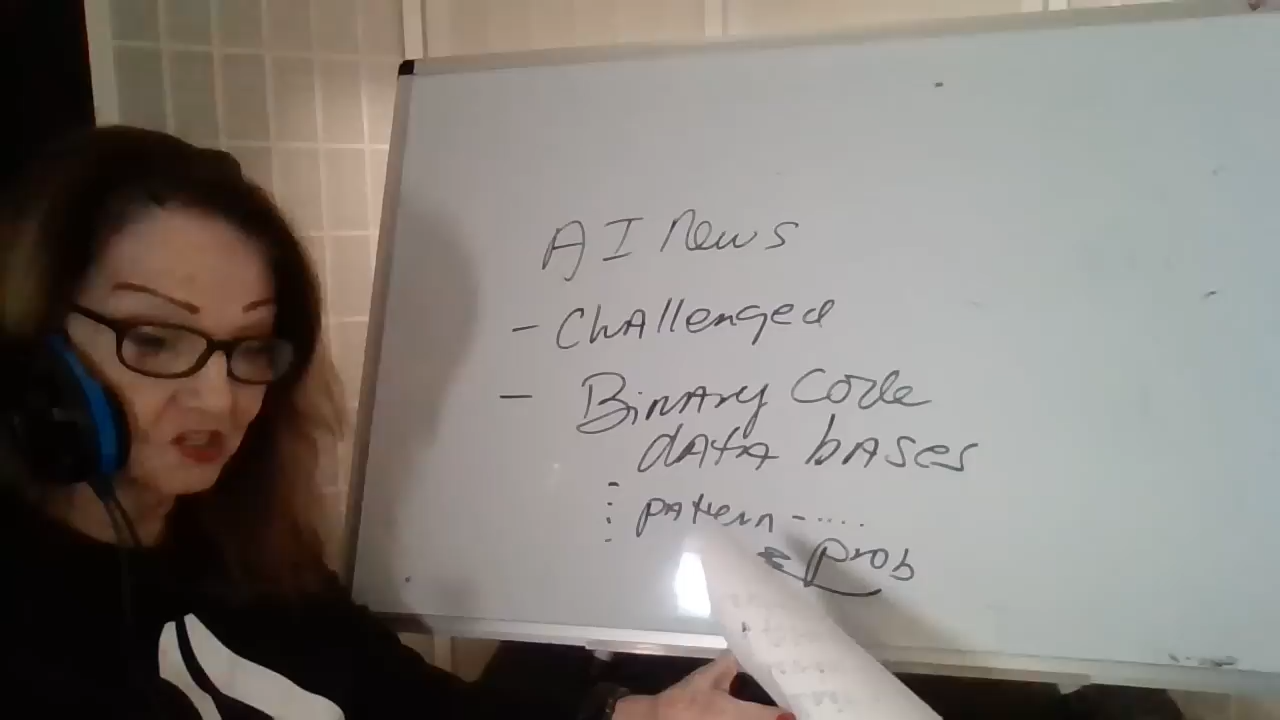 AI News
- Challenged
- Binary Code
data bases
pattern - ....
prob